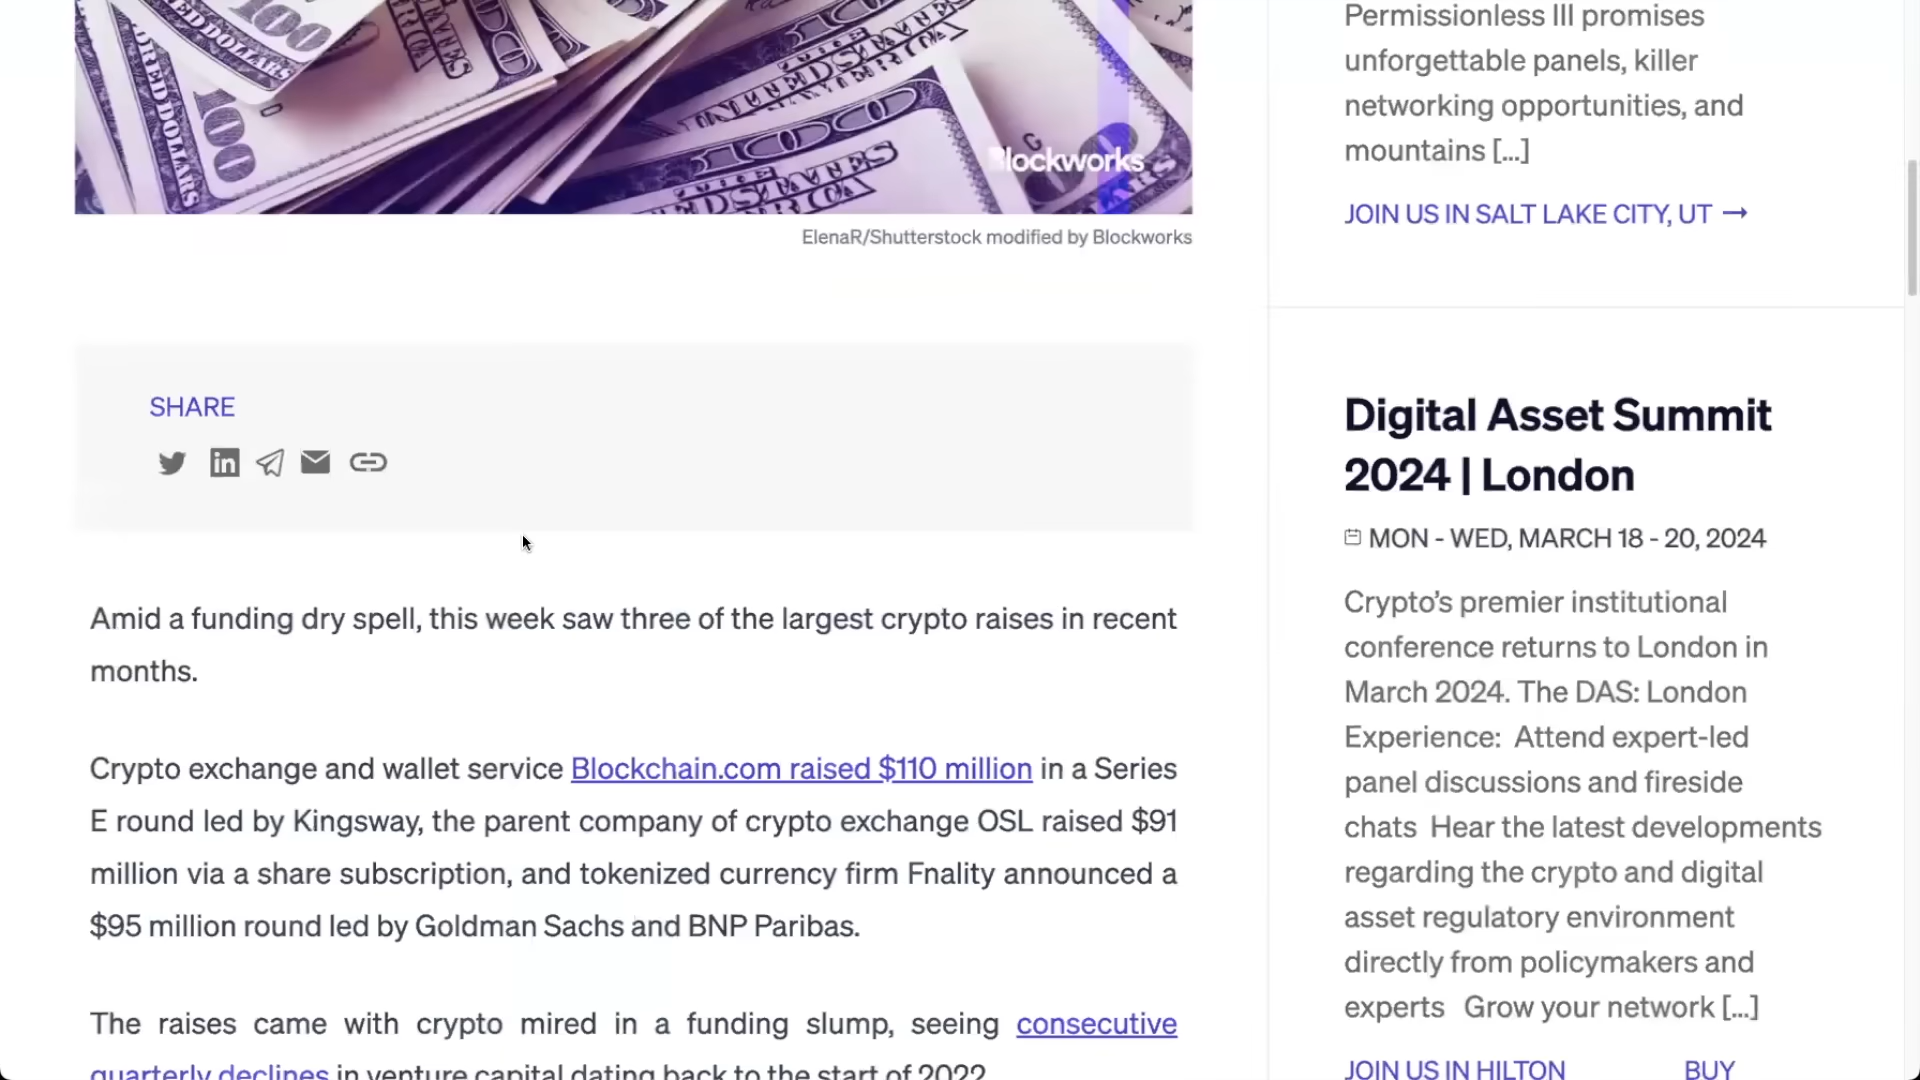 100
DOLLARS
100
100
Blockworks
ElenaR/Shutterstock modified by Blockworks
SHARE
Amid a funding dry spell, this week saw three of the largest crypto raises in recent
months.
Crypto exchange and wallet service Blockchain.com raised $110 million in a Series
E round led by Kingsway, the parent company of crypto exchange OSL raised $91
million via a share subscription, and tokenized currency firm Fnality announced a
$95 million round led by Goldman Sachs and BNP Paribas.
The raises came with crypto mired in a funding slump, seeing consecutive
quarterly declines in venture capital dating back to the start of 2022.
Permissionless III promises
unforgettable panels, killer
networking opportunities, and
mountains [...]
JOIN US IN SALT LAKE CITY, UT →
Digital Asset Summit
2024 | London
MON - WED, MARCH 18 - 20, 2024
Crypto’s premier institutional
conference returns to London in
March 2024. The DAS: London
Experience: Attend expert-led
panel discussions and fireside
chats Hear the latest developments
regarding the crypto and digital
asset regulatory environment
directly from policymakers and
experts Grow your network [...]
JOIN US IN HILTON BUY